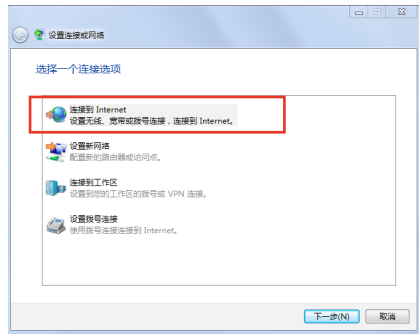 设置连接或网络
选择一个连接选项
连接到 Internet
设置无线、宽带或拨号连接，连接到 Internet。
设置新网络
配置新的路由器或访问点。
连接到工作区
设置到您的工作区的拨号或 VPN 连接。
设置拨号连接
使用拨号连接连接到 Internet。
下一步(N)
取消